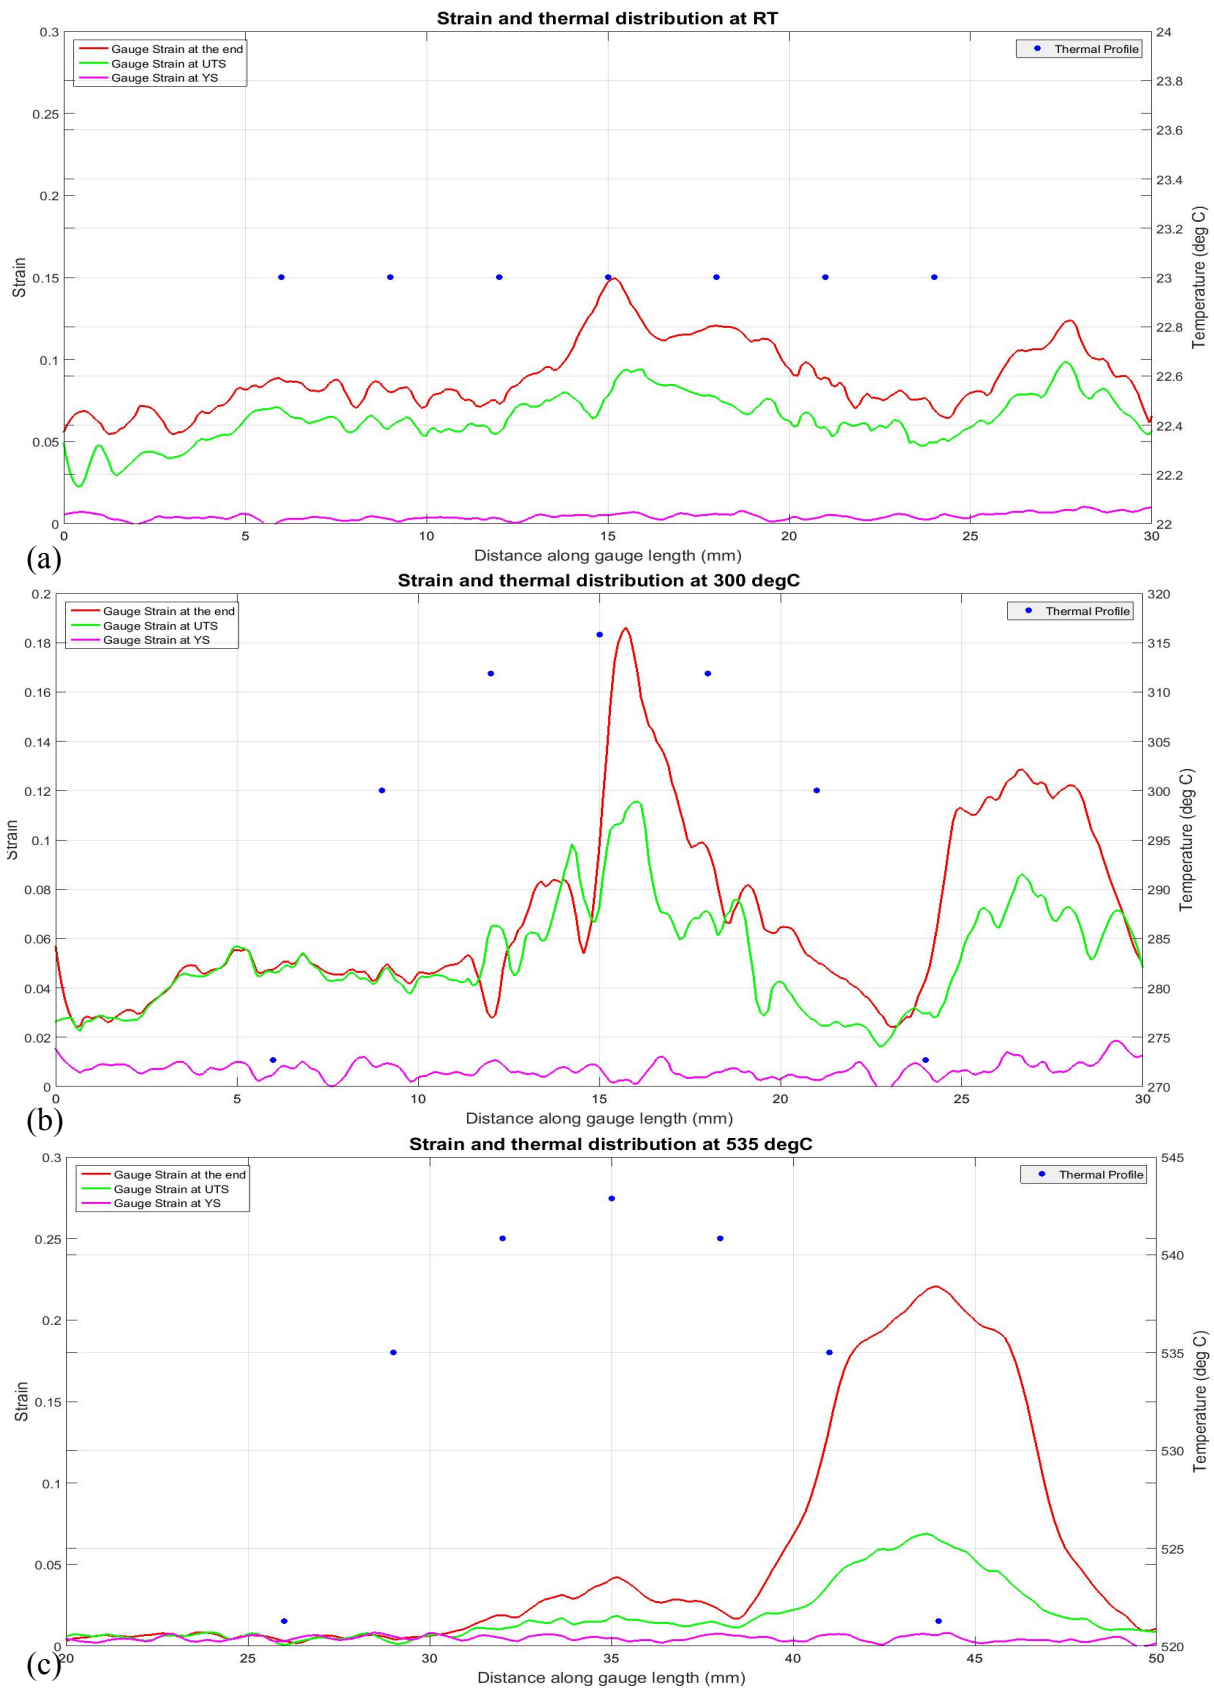 (a)
Strain and thermal distribution at RT
Gauge Strain at the end
Gauge Strain at UTS
Gauge Strain at YS
Thermal Profile
0.3
0.25
0.2
0.15
0.1
0.05
0
Strain
24
23.8
23.6
23.4
23.2
23
22.8
22.6
22.4
22.2
22
Temperature (deg C)
0 5 10 15 20 25 30
Distance along gauge length (mm)
(b)
Strain and thermal distribution at 300 degC
Gauge Strain at the end
Gauge Strain at UTS
Gauge Strain at YS
Thermal Profile
0.2
0.18
0.16
0.14
0.12
0.1
0.08
0.06
0.04
0.02
0
Strain
320
315
310
305
300
295
290
285
280
275
270
Temperature (deg C)
0 5 10 15 20 25 30
Distance along gauge length (mm)
(c)
Strain and thermal distribution at 535 degC
Gauge Strain at the end
Gauge Strain at UTS
Gauge Strain at YS
Thermal Profile
0.3
0.25
0.2
0.15
0.1
0.05
0
Strain
545
540
535
530
525
520
Temperature (deg C)
20 25 30 35 40 45 50
Distance along gauge length (mm)